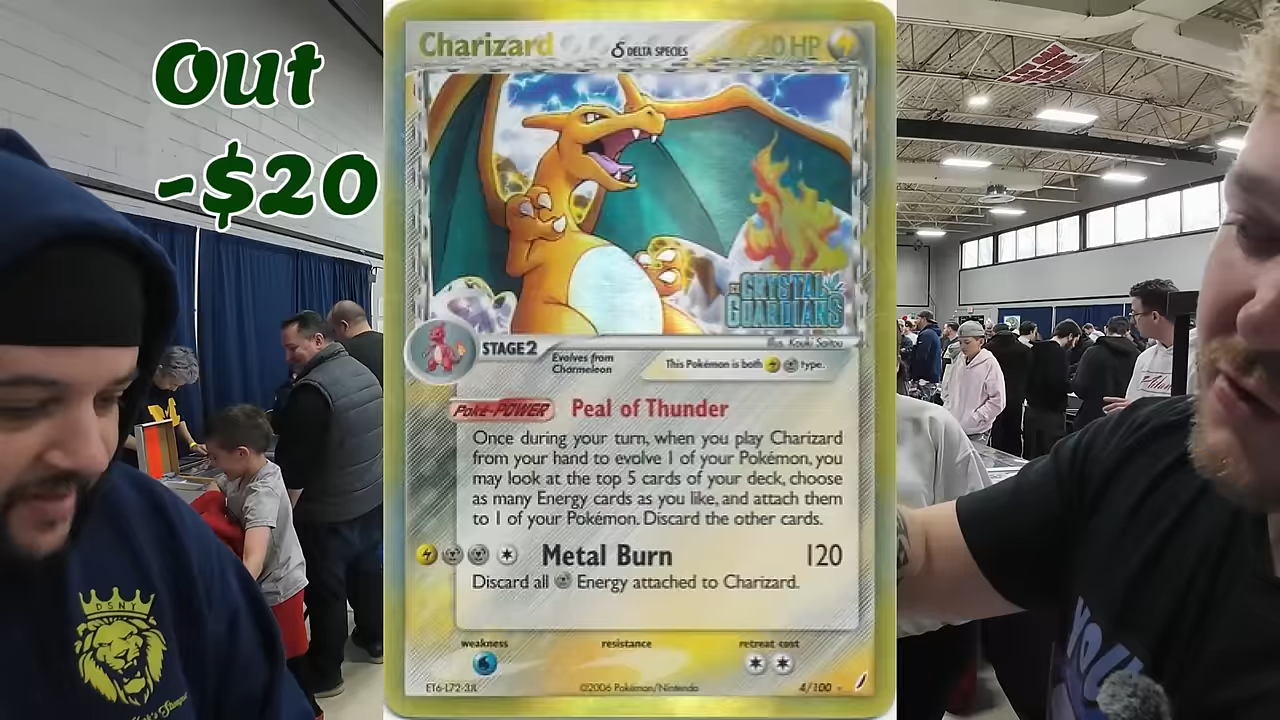 Out
-$20
Charizard
δ DELTA SPECIES
20 HP
CRYSTAL
GUARDIANS
Illus. Kouki Saitou
STAGE2
Evolves from
Charmeleon
This Pokémon is both type.
Poké-POWER Peal of Thunder
Once during your turn, when you play Charizard
from your hand to evolve 1 of your Pokémon, you
may look at the top 5 cards of your deck, choose
as many Energy cards as you like, and attach them
to 1 of your Pokémon. Discard the other cards.
Metal Burn 120
Discard all Energy attached to Charizard.
weakness resistance retreat cost
©2006 Pokémon/Nintendo
4/100
DSNY
YOU